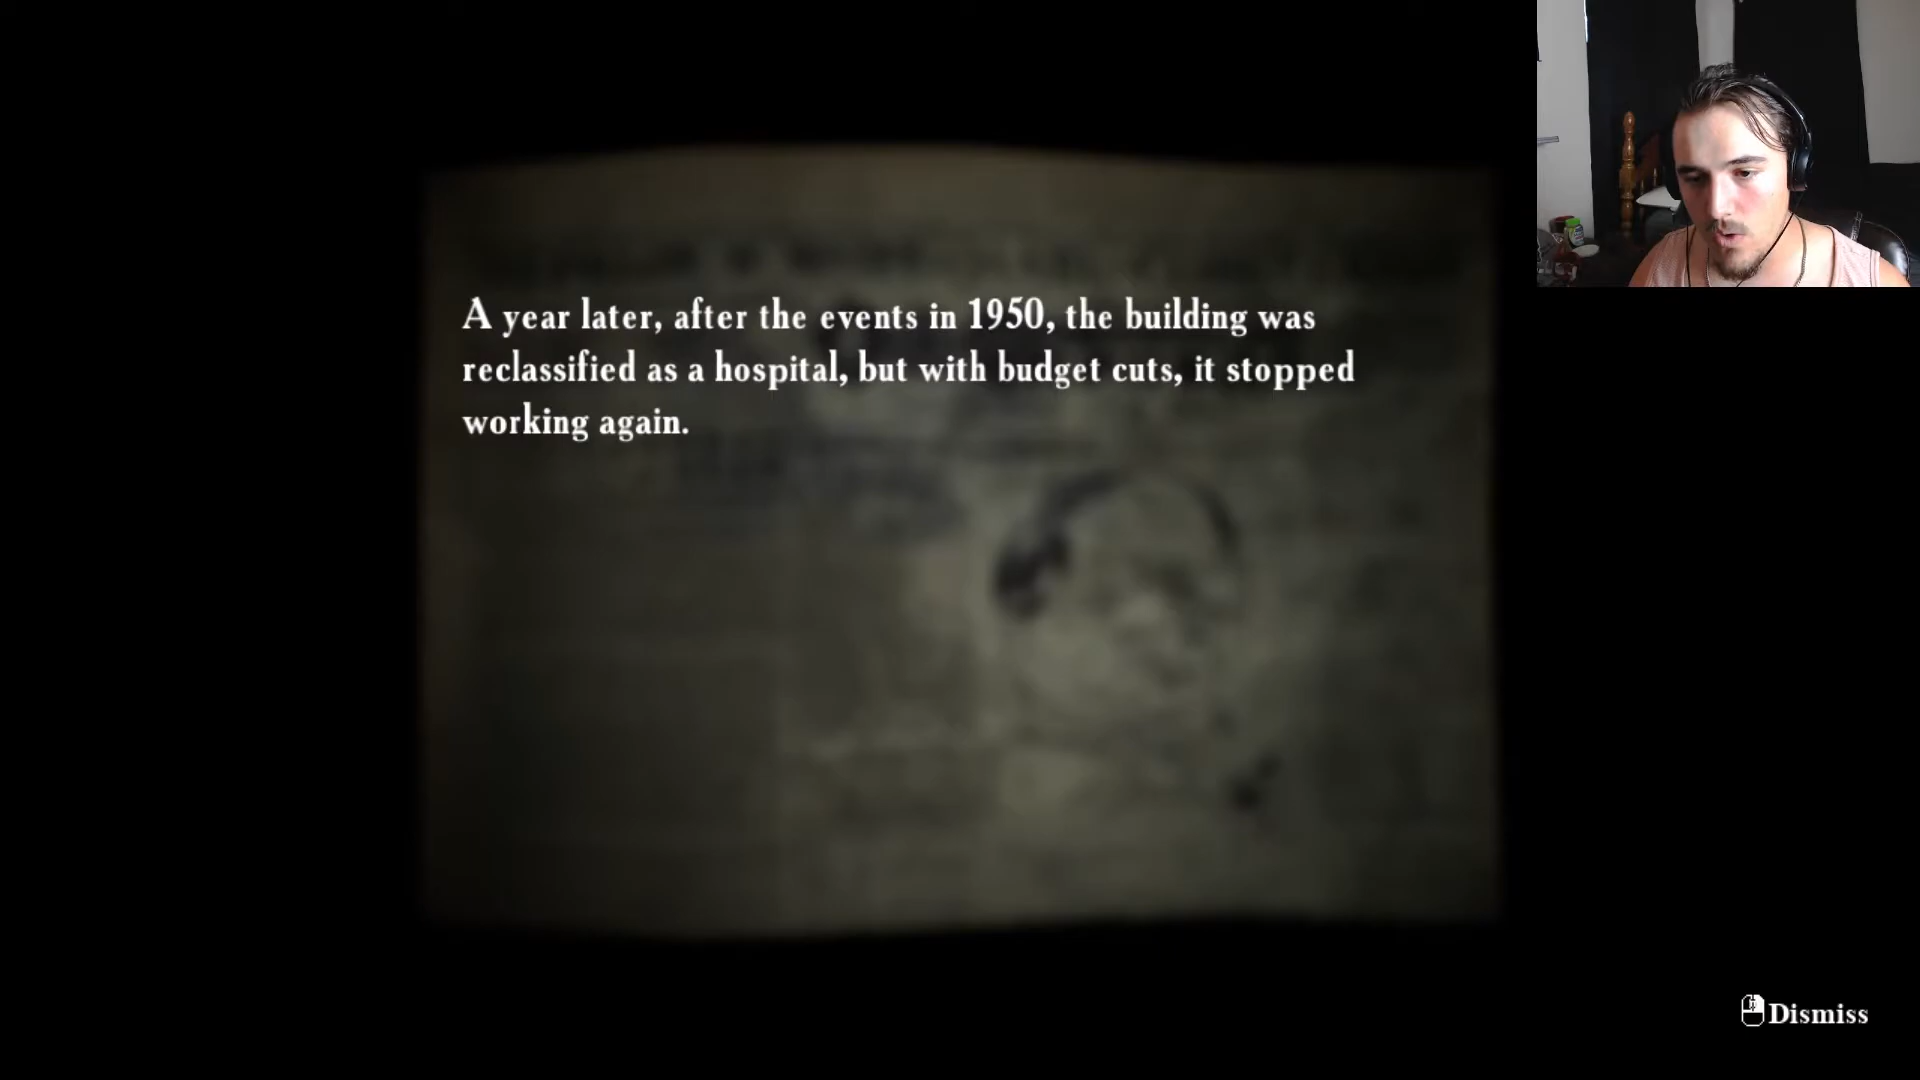 A year later, after the events in 1950, the building was
reclassified as a hospital, but with budget cuts, it stopped
working again.
Dismiss